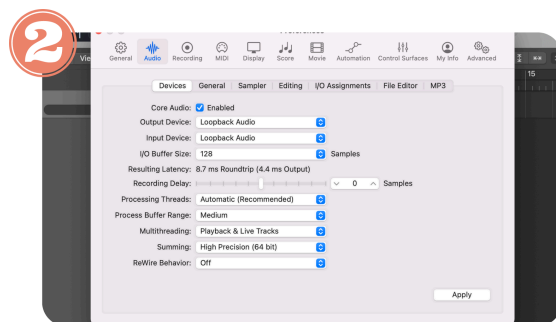 2
Vie
General Audio Recording MIDI Display Score Movie Automation Control Surfaces My Info Advanced
15
Devices General Sampler Editing I/O Assignments File Editor MP3
Core Audio: Enabled
Output Device: Loopback Audio
Input Device: Loopback Audio
I/O Buffer Size: 128 Samples
Resulting Latency: 8.7 ms Roundtrip (4.4 ms Output)
Recording Delay: 0 Samples
Processing Threads: Automatic (Recommended)
Process Buffer Range: Medium
Multithreading: Playback & Live Tracks
Summing: High Precision (64 bit)
ReWire Behavior: Off
Apply